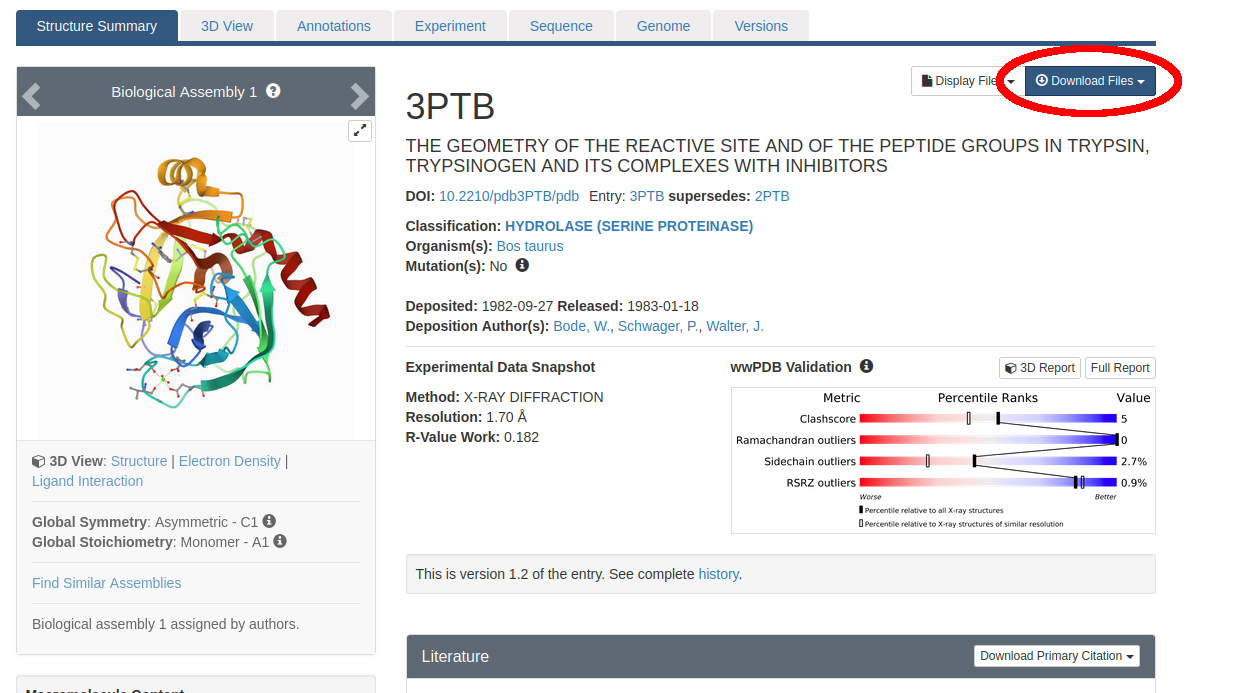 Structure Summary 3D View Annotations Experiment Sequence Genome Versions
Biological Assembly 1
3D View: Structure | Electron Density |
Ligand Interaction
Global Symmetry: Asymmetric - C1
Global Stoichiometry: Monomer - A1
Find Similar Assemblies
Biological assembly 1 assigned by authors.
Display File
Download Files
3PTB
THE GEOMETRY OF THE REACTIVE SITE AND OF THE PEPTIDE GROUPS IN TRYPSIN,
TRYPSINOGEN AND ITS COMPLEXES WITH INHIBITORS
DOI: 10.2210/pdb3PTB/pdb Entry: 3PTB supersedes: 2PTB
Classification: HYDROLASE (SERINE PROTEINASE)
Organism(s): Bos taurus
Mutation(s): No
Deposited: 1982-09-27 Released: 1983-01-18
Deposition Author(s): Bode, W., Schwager, P., Walter, J.
Experimental Data Snapshot
Method: X-RAY DIFFRACTION
Resolution: 1.70 Å
R-Value Work: 0.182
wwPDB Validation
3D Report Full Report
Metric Percentile Ranks Value
Clashscore 5
Ramachandran outliers 0
Sidechain outliers 2.7%
RSRZ outliers 0.9%
Worse Better
Percentile relative to all X-ray structures
Percentile relative to X-ray structures of similar resolution
This is version 1.2 of the entry. See complete history.
Literature
Download Primary Citation